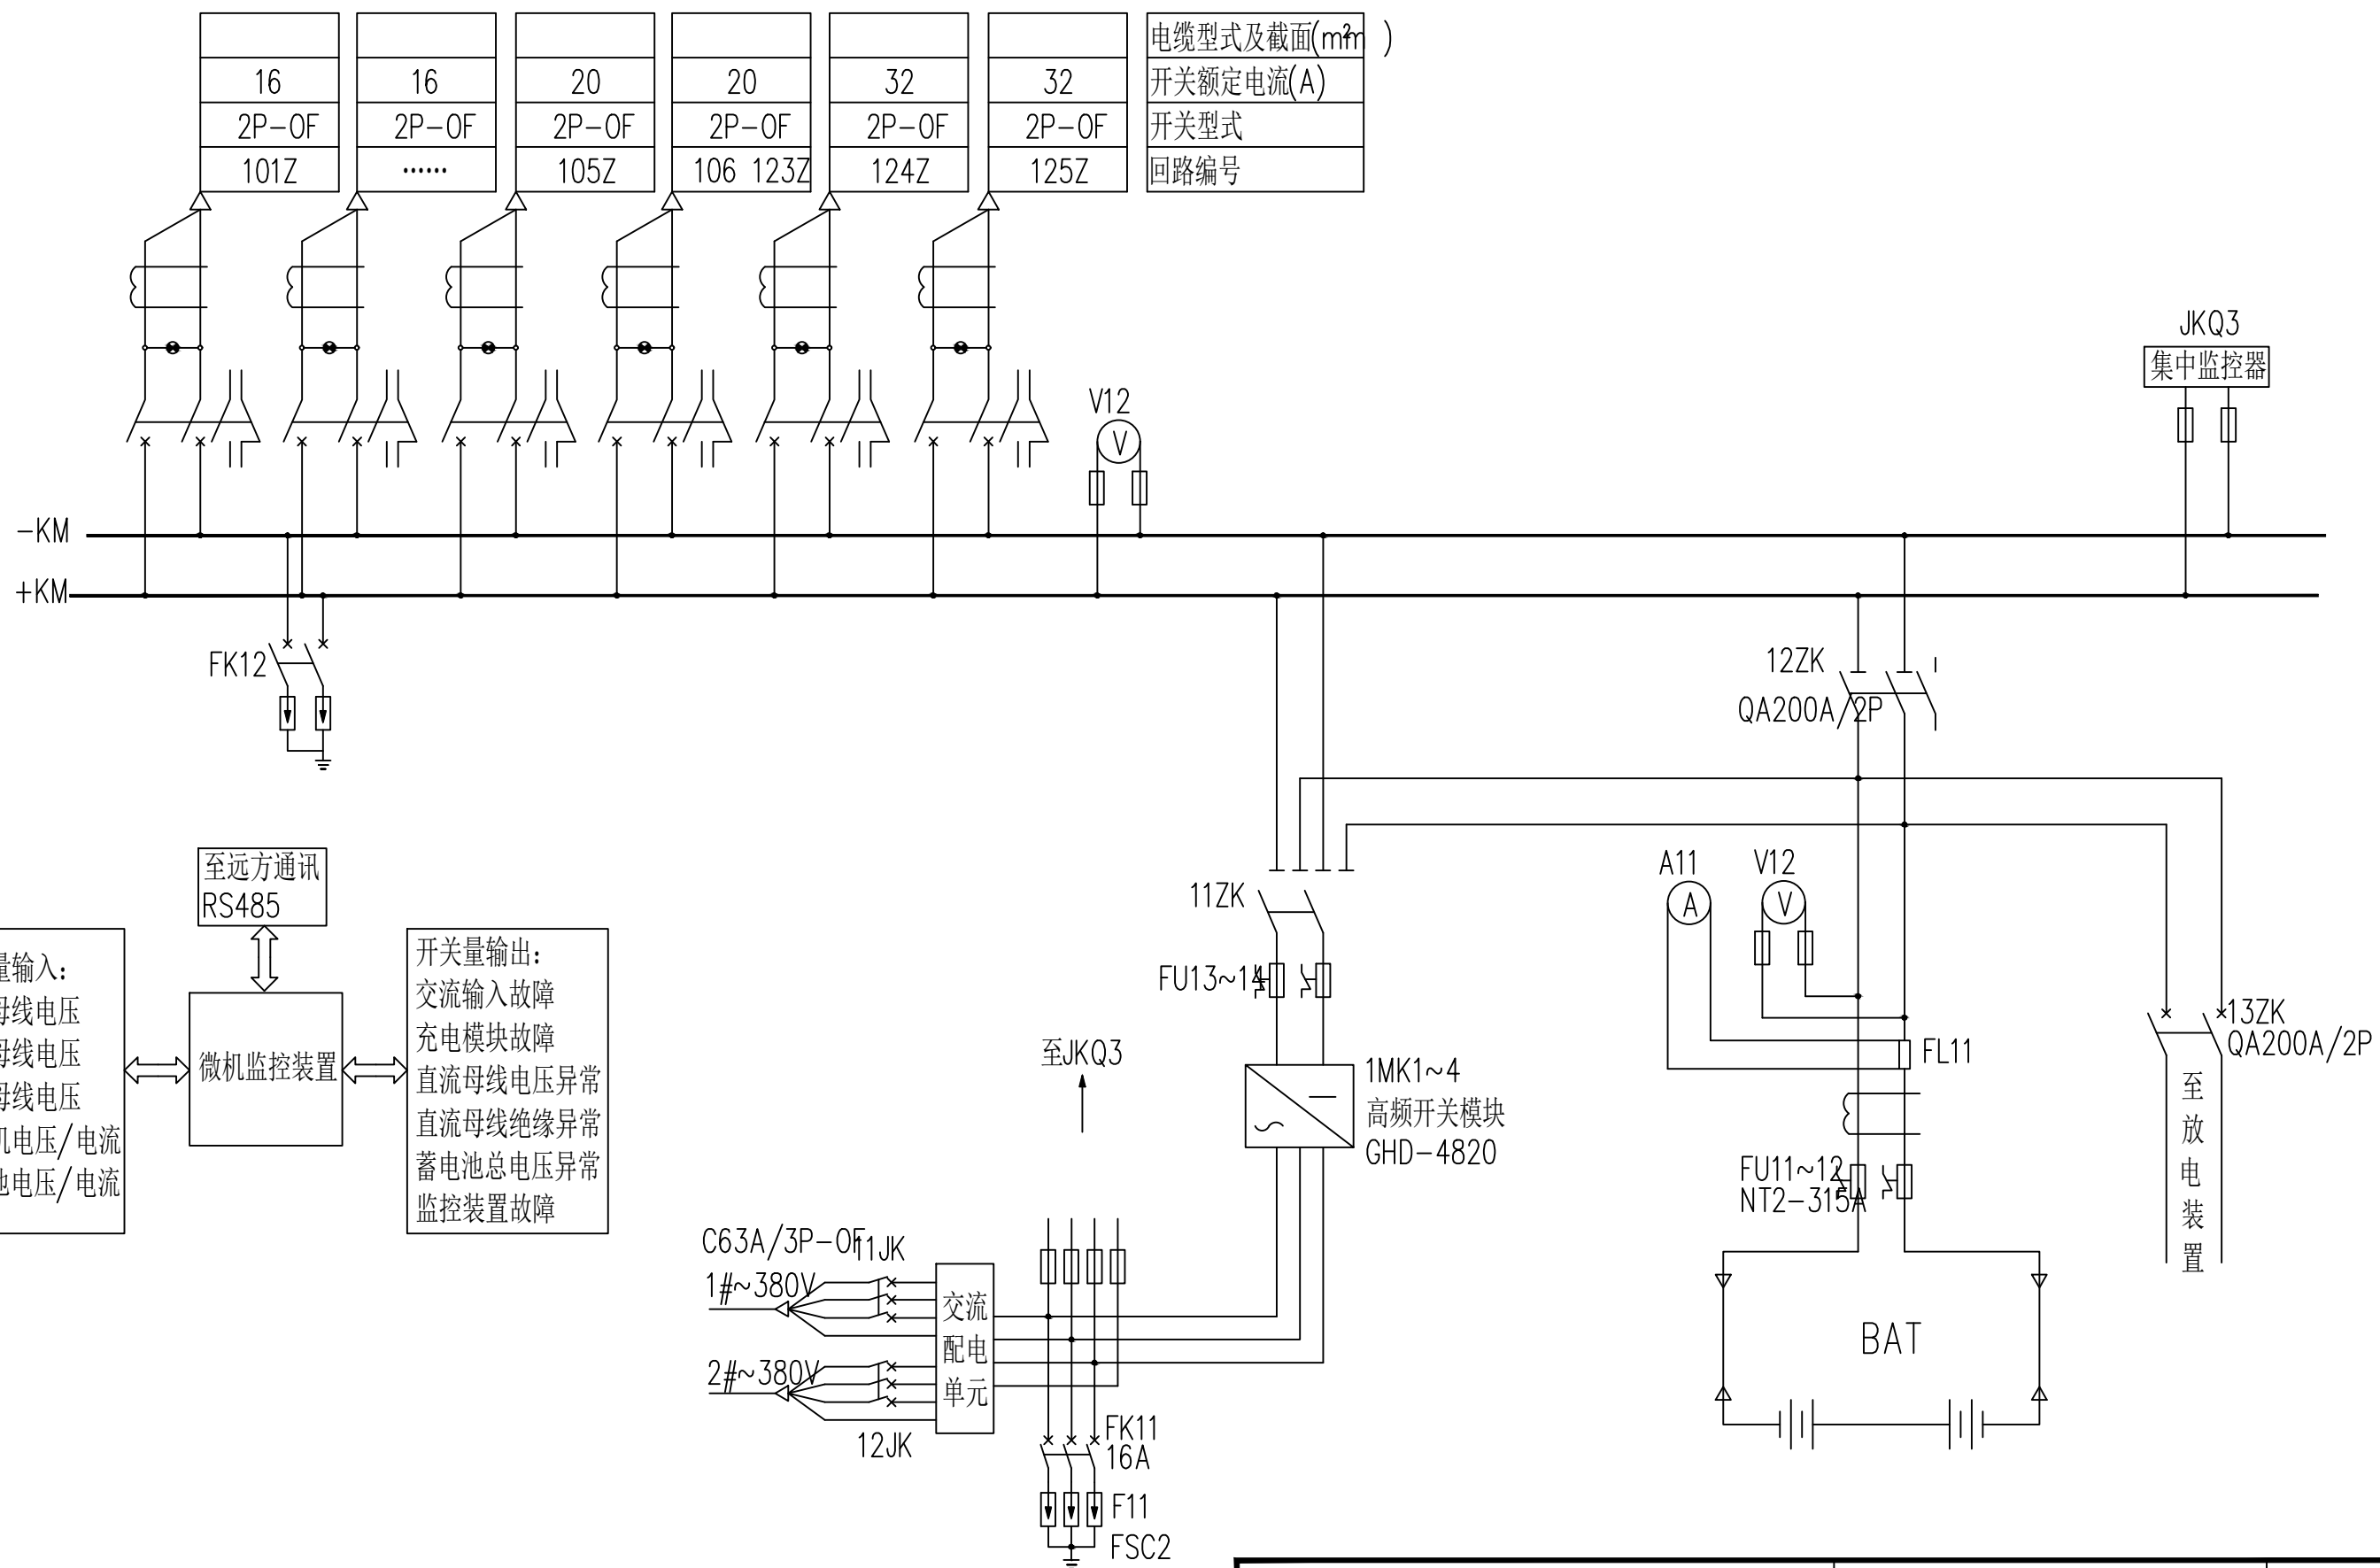 电缆型式及截面(mm2)
16 16 20 20 32 32 开关额定电流(A)
2P-OF 2P-OF 2P-OF 2P-OF 2P-OF 2P-OF 开关型式
101Z ...... 105Z 106 123Z 124Z 125Z 回路编号
JKQ3
集中监控器
V12
V
-KM
+KM
FK12
12ZK
QA200A/2P
至远方通讯
RS485
量输入:
母线电压
母线电压
母线电压
机电压/电流
池电压/电流
微机监控装置
开关量输出:
交流输入故障
充电模块故障
直流母线电压异常
直流母线绝缘异常
蓄电池总电压异常
监控装置故障
11ZK
FU13~14
至JKQ3
1MK1~4
高频开关模块
GHD-4820
A11
A
V12
V
FL11
13ZK
QA200A/2P
至放电装置
FU11~12
NT2-315A
BAT
C63A/3P-OF
11JK
1#~380V
2#~380V
12JK
交流
配电
单元
FK11
16A
F11
FSC2